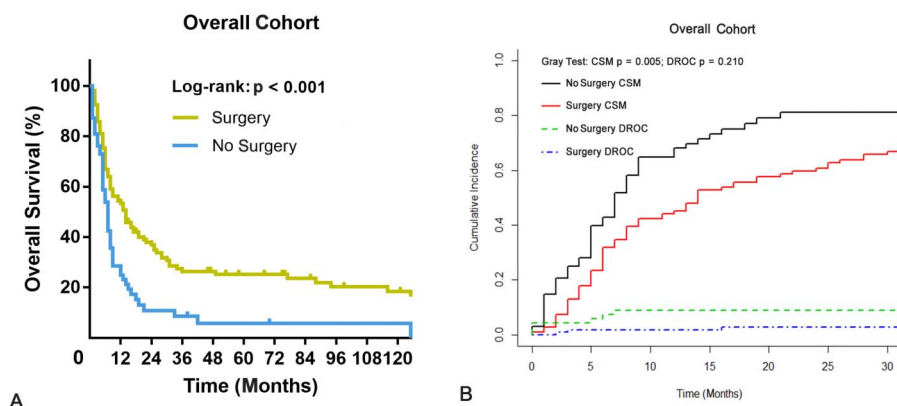 Overall Cohort
Log-rank: p < 0.001
Surgery
No Surgery
Overall Survival (%)
100
80
60
40
20
0 12 24 36 48 60 72 84 96 108 120
Time (Months)
A
Overall Cohort
Gray Test: CSM p = 0.005; DROC p = 0.210
No Surgery CSM
Surgery CSM
No Surgery DROC
Surgery DROC
Cumulative Incidence
1.0
0.8
0.6
0.4
0.2
0.0
0 5 10 15 20 25 30
Time (Months)
B